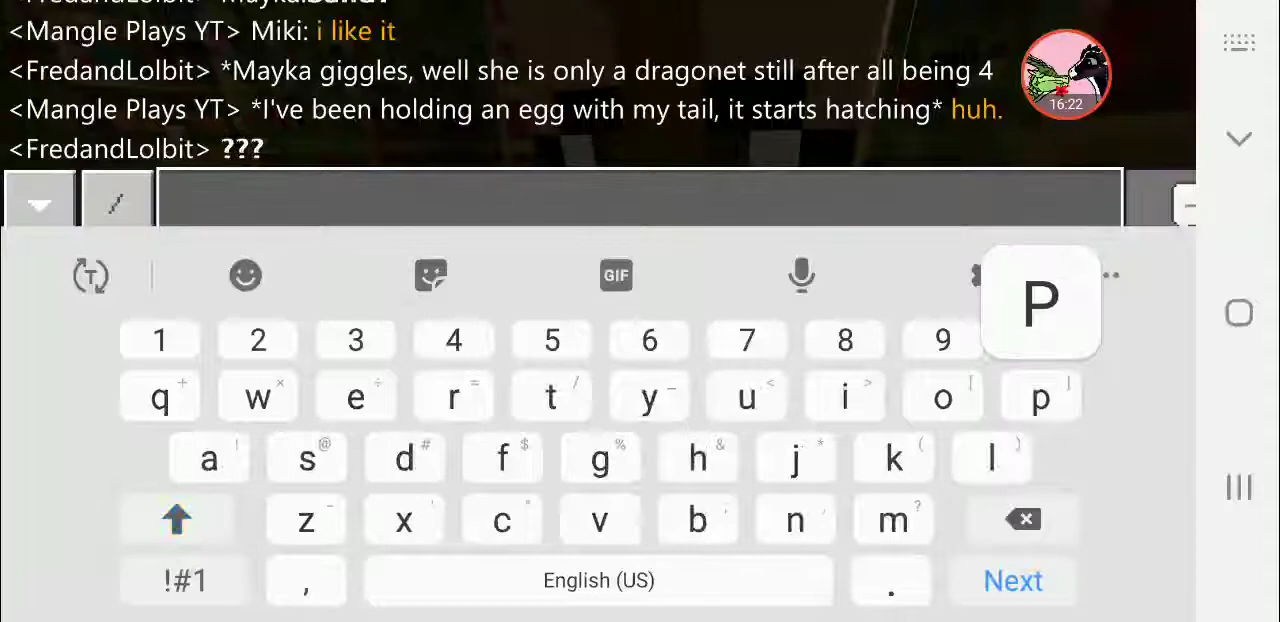 <Mangle Plays YT> Miki: i like it
<FredandLolbit> *Mayka giggles, well she is only a dragonet still after all being 4
<Mangle Plays YT> *I've been holding an egg with my tail, it starts hatching* huh.
16:22
<FredandLolbit> ???
/
T
GIF
P
1 2 3 4 5 6 7 8 9
q + w × e ÷ r = t / y _ u < i > o [ p ]
a ! s @ d # f $ g % h & j * k ( l )
z - x ' c " v b n m ?
!#1 , English (US) . Next